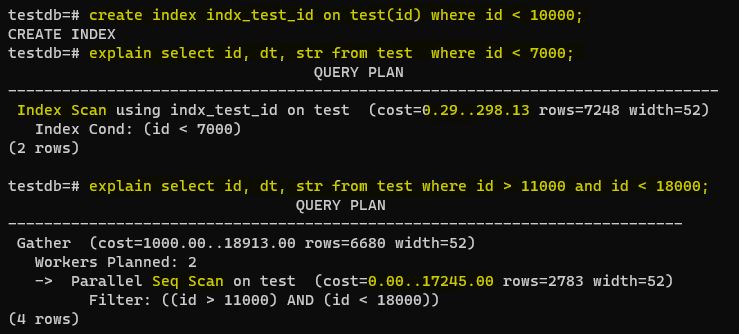 testdb=# create index indx_test_id on test(id) where id < 10000;
CREATE INDEX
testdb=# explain select id, dt, str from test  where id < 7000;
                                  QUERY PLAN
-------------------------------------------------------------------------------
 Index Scan using indx_test_id on test  (cost=0.29..298.13 rows=7248 width=52)
   Index Cond: (id < 7000)
(2 rows)

testdb=# explain select id, dt, str from test where id > 11000 and id < 18000;
                                QUERY PLAN
---------------------------------------------------------------------------
 Gather  (cost=1000.00..18913.00 rows=6680 width=52)
   Workers Planned: 2
   ->  Parallel Seq Scan on test  (cost=0.00..17245.00 rows=2783 width=52)
         Filter: ((id > 11000) AND (id < 18000))
(4 rows)